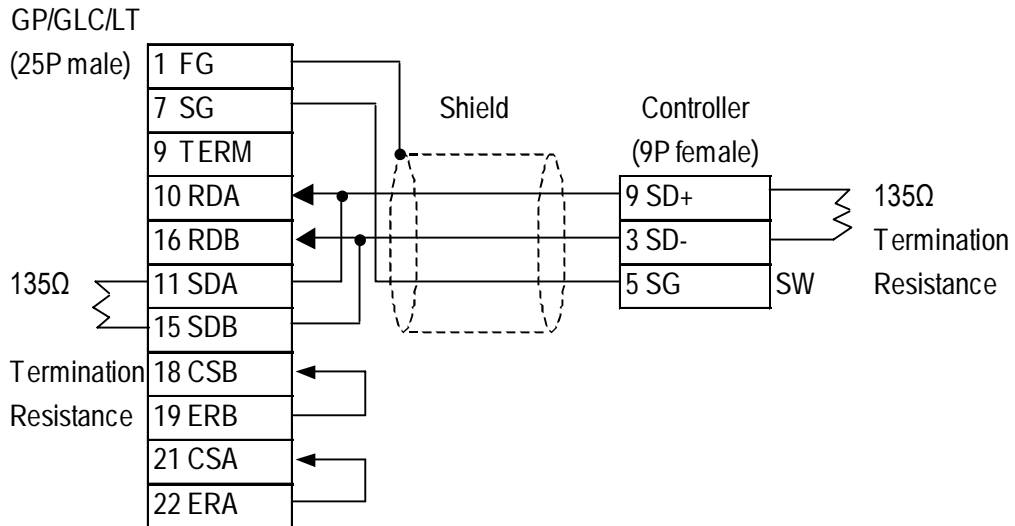 GP/GLC/LT
(25P male)
1 FG
7 SG
9 TERM
10 RDA
16 RDB
11 SDA
15 SDB
18 CSB
19 ERB
21 CSA
22 ERA
135Ω
Termination
Resistance
Shield
Controller
(9P female)
9 SD+
3 SD-
5 SG
SW
135Ω
Termination
Resistance